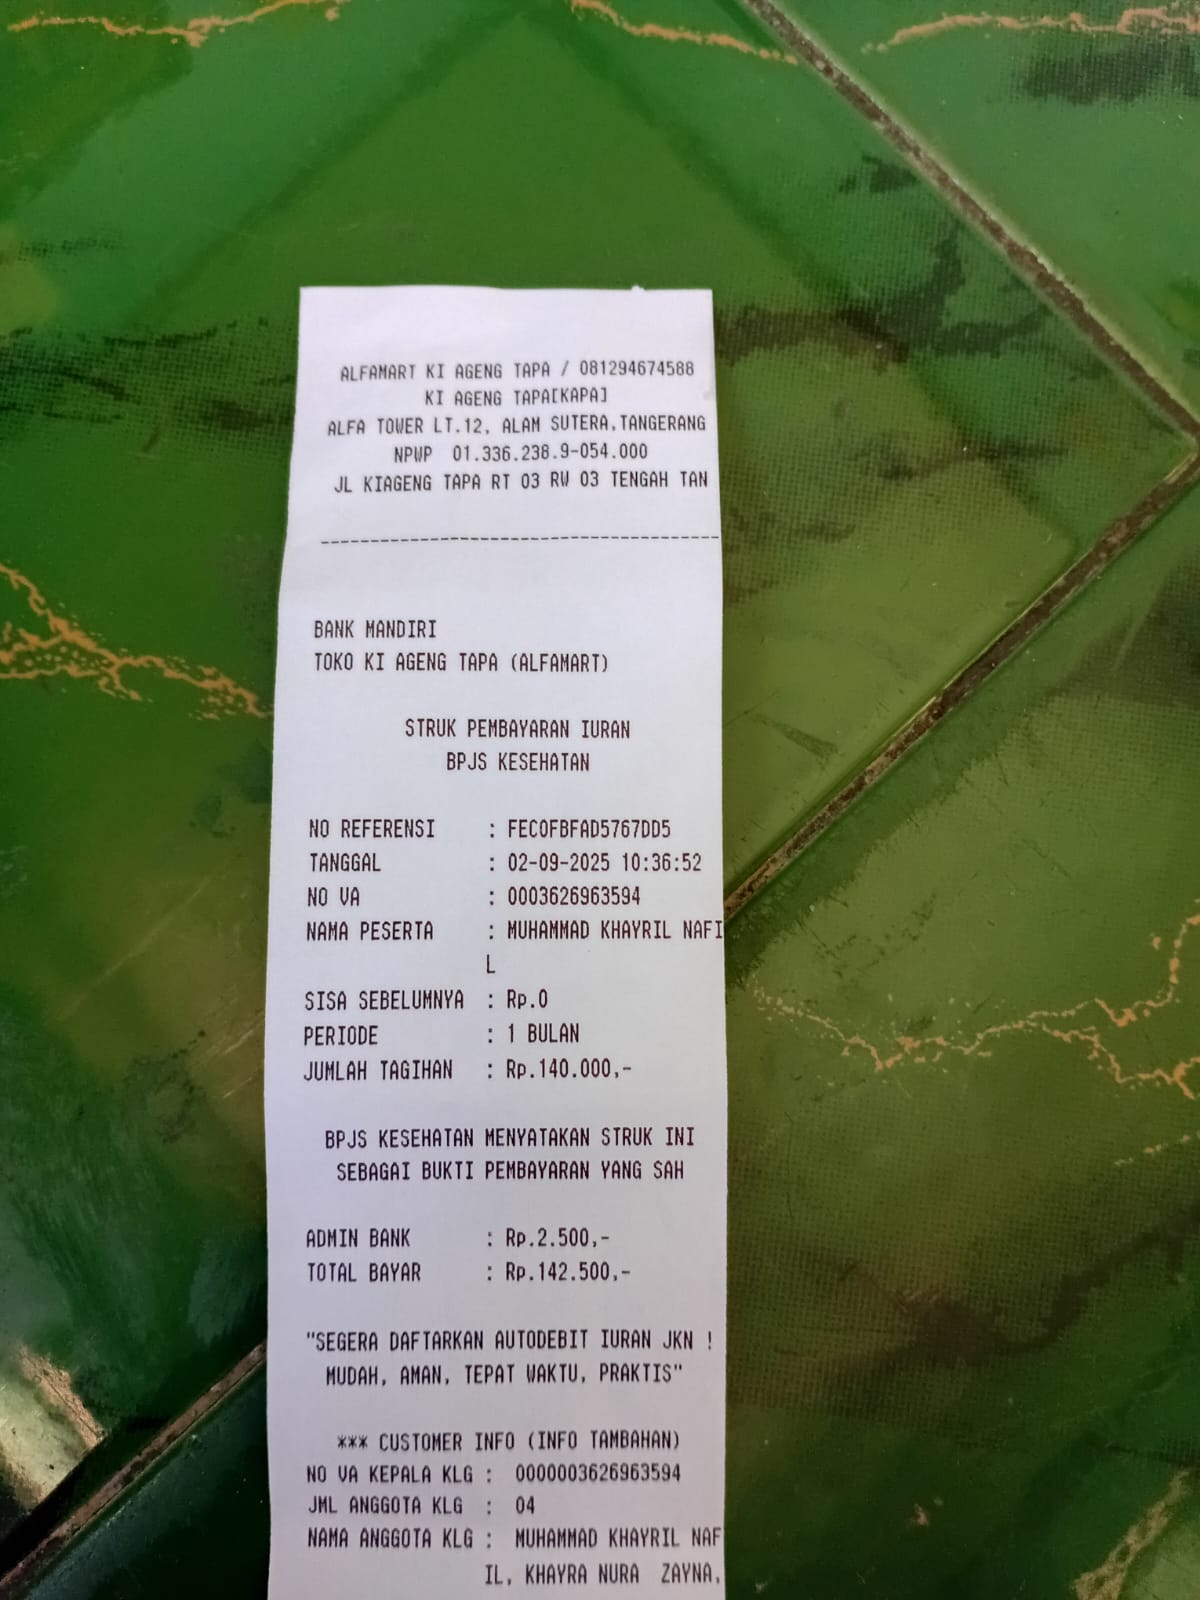 ALFAMART KI AGENG TAPA / 081294674588
KI AGENG TAPA[KAPA]
ALFA TOWER LT.12, ALAM SUTERA,TANGERANG
NPWP 01.336.238.9-054.000
JL KIAGENG TAPA RT 03 RW 03 TENGAH TAN
---------------------------------------
BANK MANDIRI
TOKO KI AGENG TAPA (ALFAMART)
STRUK PEMBAYARAN IURAN
BPJS KESEHATAN
NO REFERENSI : FEC0FBFAD5767DD5
TANGGAL : 02-09-2025 10:36:52
NO VA : 0003626963594
NAMA PESERTA : MUHAMMAD KHAYRIL NAFI
L
SISA SEBELUMNYA : Rp.0
PERIODE : 1 BULAN
JUMLAH TAGIHAN : Rp.140.000,-
BPJS KESEHATAN MENYATAKAN STRUK INI
SEBAGAI BUKTI PEMBAYARAN YANG SAH
ADMIN BANK : Rp.2.500,-
TOTAL BAYAR : Rp.142.500,-
"SEGERA DAFTARKAN AUTODEBIT IURAN JKN !
MUDAH, AMAN, TEPAT WAKTU, PRAKTIS"
*** CUSTOMER INFO (INFO TAMBAHAN)
NO VA KEPALA KLG : 0000003626963594
JML ANGGOTA KLG : 04
NAMA ANGGOTA KLG : MUHAMMAD KHAYRIL NAF
IL, KHAYRA NURA ZAYNA,